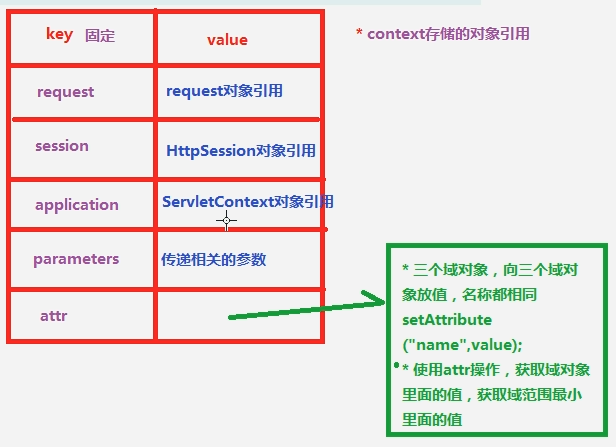 key 固定 value
* context存储的对象引用
request request对象引用
session HttpSession对象引用
application ServletContext对象引用
parameters 传递相关的参数
attr
* 三个域对象，向三个域对
象放值，名称都相同
setAttribute
("name",value);
* 使用attr操作，获取域对象
里面的值，获取域范围最小
里面的值